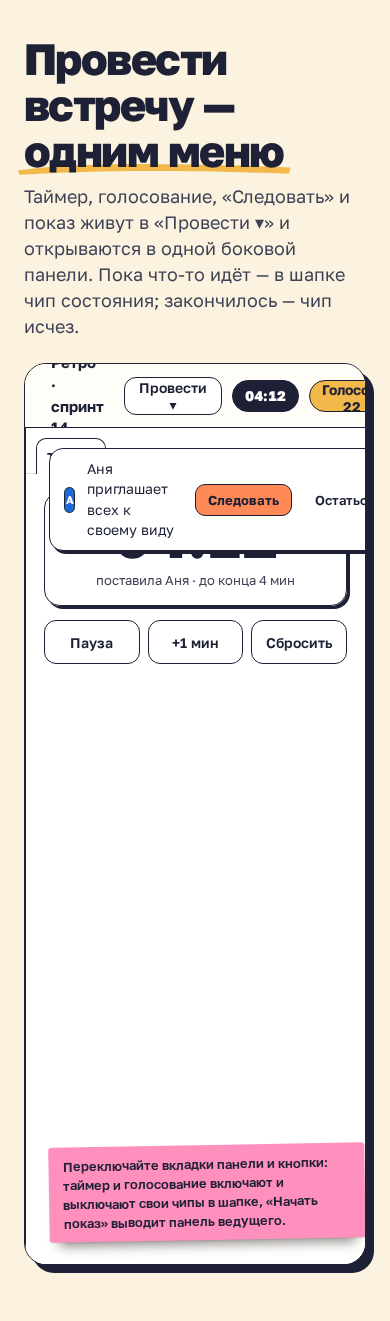 Провести
встречу —
одним меню
Таймер, голосование, «Следовать» и
показ живут в «Провести ▾» и
открываются в одной боковой
панели. Пока что-то идёт — в шапке
чип состояния; закончилось — чип
исчез.
Ретро
·
спринт
14
Провести
▾
04:12
Голосо
22
А
Аня
приглашает
всех к
своему виду
Следовать
Остатьс
поставила Аня · до конца 4 мин
Пауза
+1 мин
Сбросить
Переключайте вкладки панели и кнопки:
таймер и голосование включают и
выключают свои чипы в шапке, «Начать
показ» выводит панель ведущего.